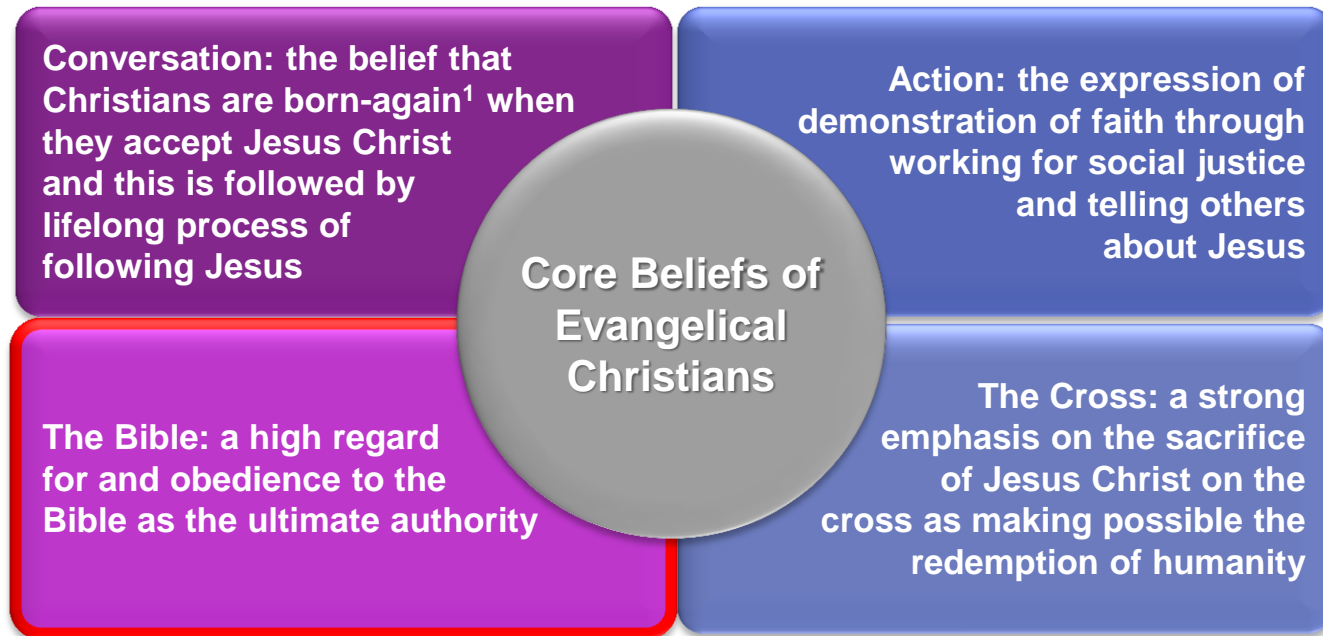 Conversation: the belief that
Christians are born-again¹ when
they accept Jesus Christ
and this is followed by
lifelong process of
following Jesus
Action: the expression of
demonstration of faith through
working for social justice
and telling others
about Jesus
Core Beliefs of
Evangelical
Christians
The Bible: a high regard
for and obedience to the
Bible as the ultimate authority
The Cross: a strong
emphasis on the sacrifice
of Jesus Christ on the
cross as making possible the
redemption of humanity